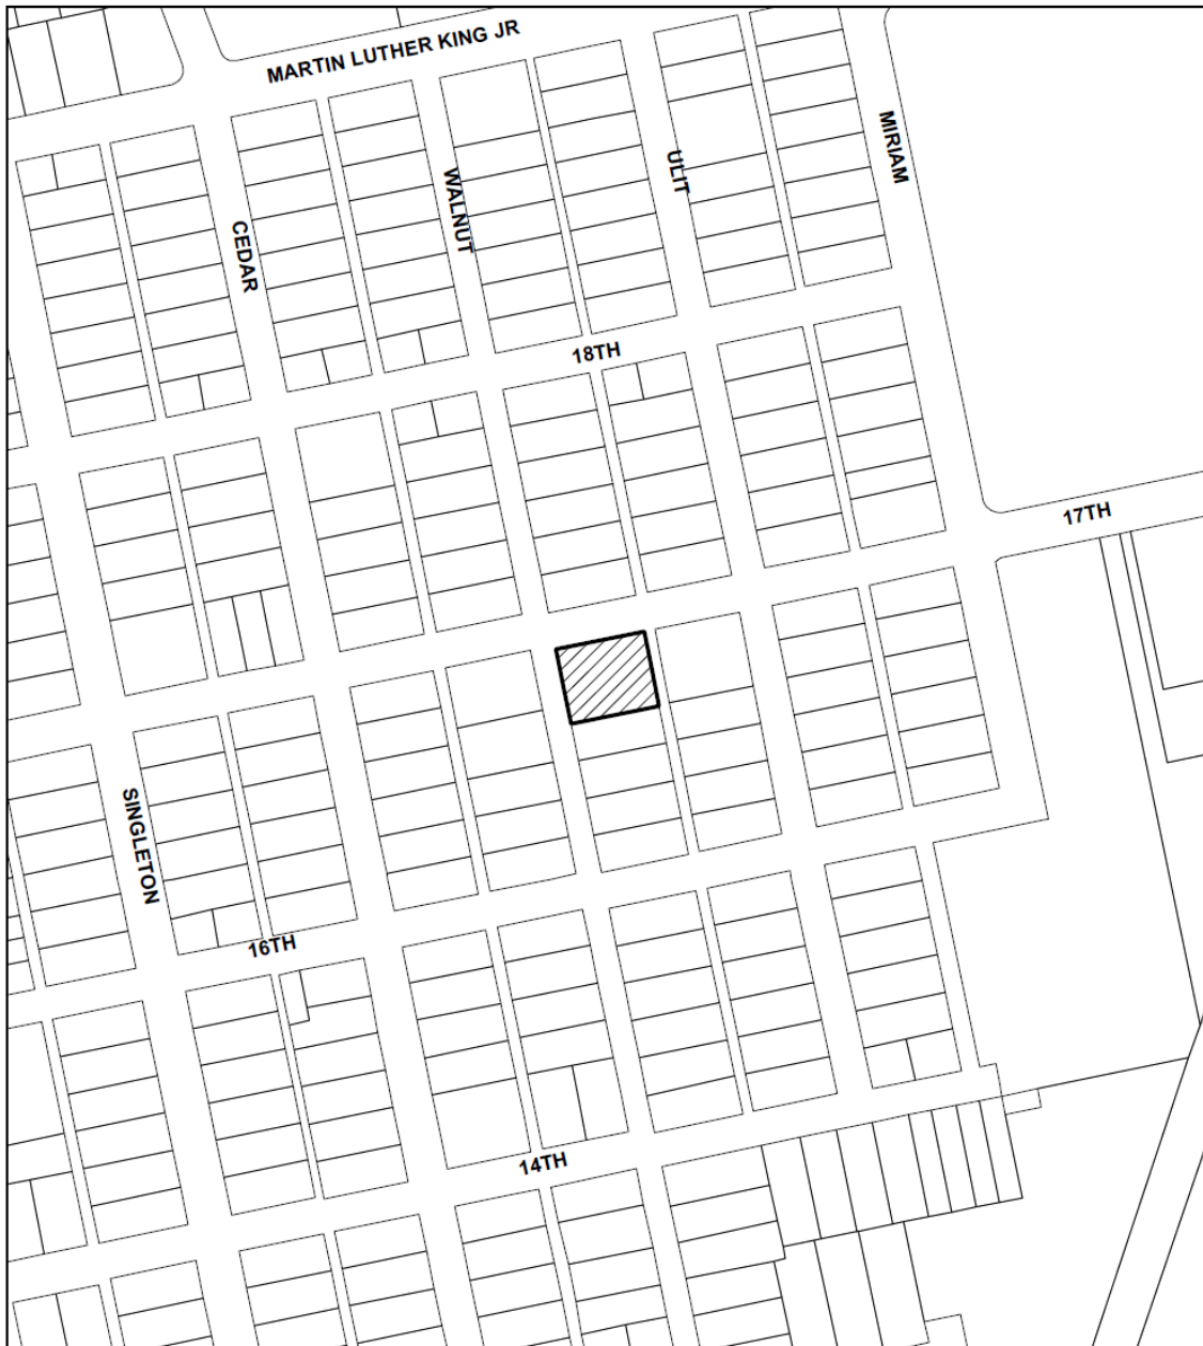 MARTIN LUTHER KING JR
MIRIAM
ULIT
WALNUT
CEDAR
18TH
17TH
SINGLETON
16TH
14TH